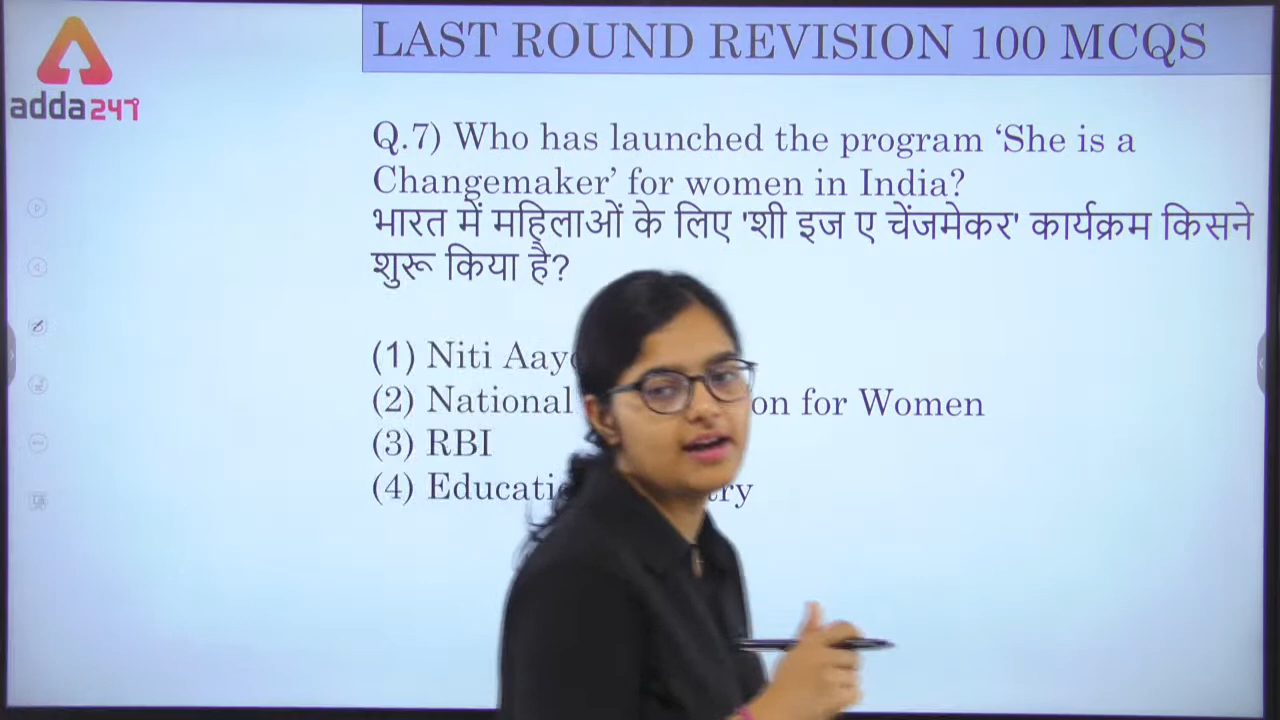 LAST ROUND REVISION 100 MCQS
adda247
Q.7) Who has launched the program ‘She is a
Changemaker’ for women in India?
भारत में महिलाओं के लिए 'शी इज ए चेंजमेकर' कार्यक्रम किसने
शुरू किया है?
(1) Niti
(2) National for Women
(3) RBI
(4)